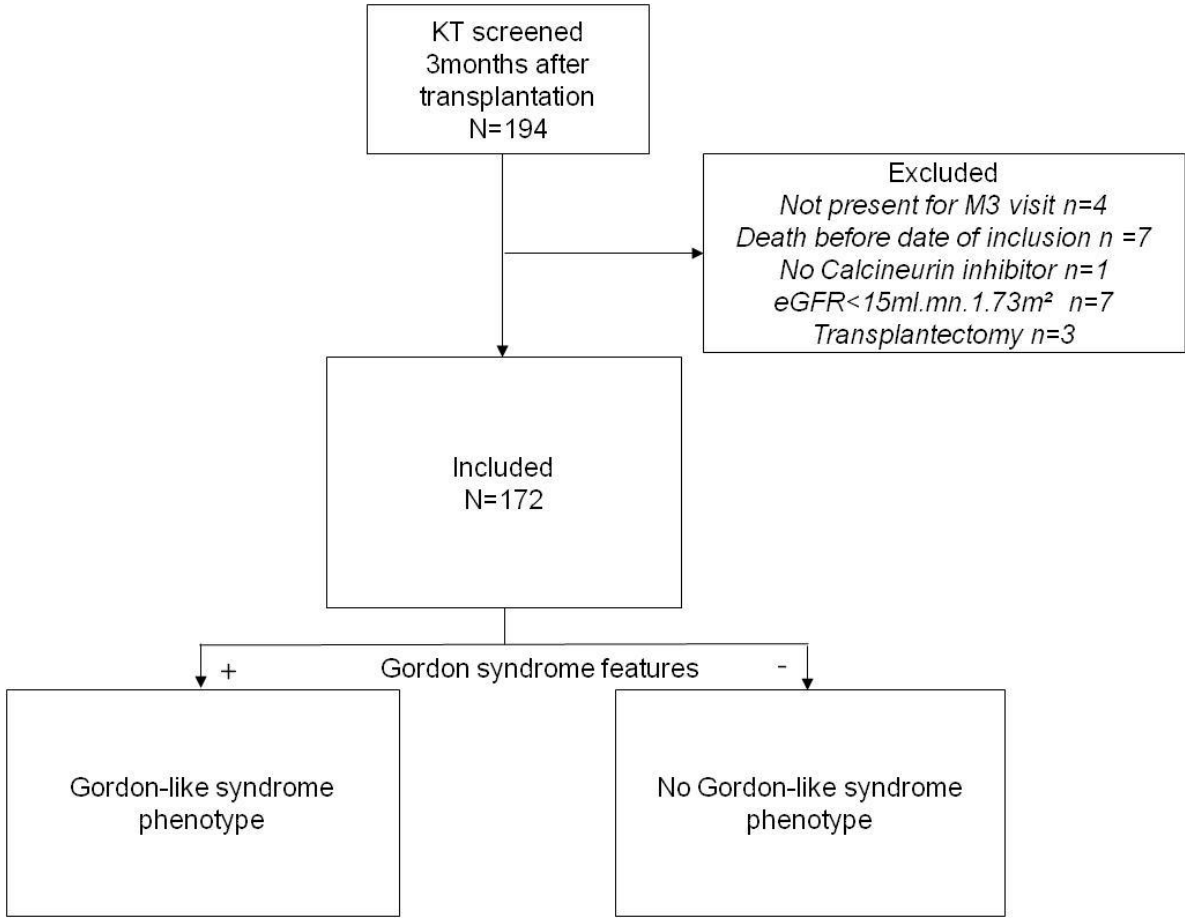 KT screened
3months after
transplantation
N=194
Excluded
Not present for M3 visit n=4
Death before date of inclusion n =7
No Calcineurin inhibitor n=1
eGFR<15ml.mn.1.73m² n=7
Transplantectomy n=3
Included
N=172
+ Gordon syndrome features -
Gordon-like syndrome
phenotype
No Gordon-like syndrome
phenotype